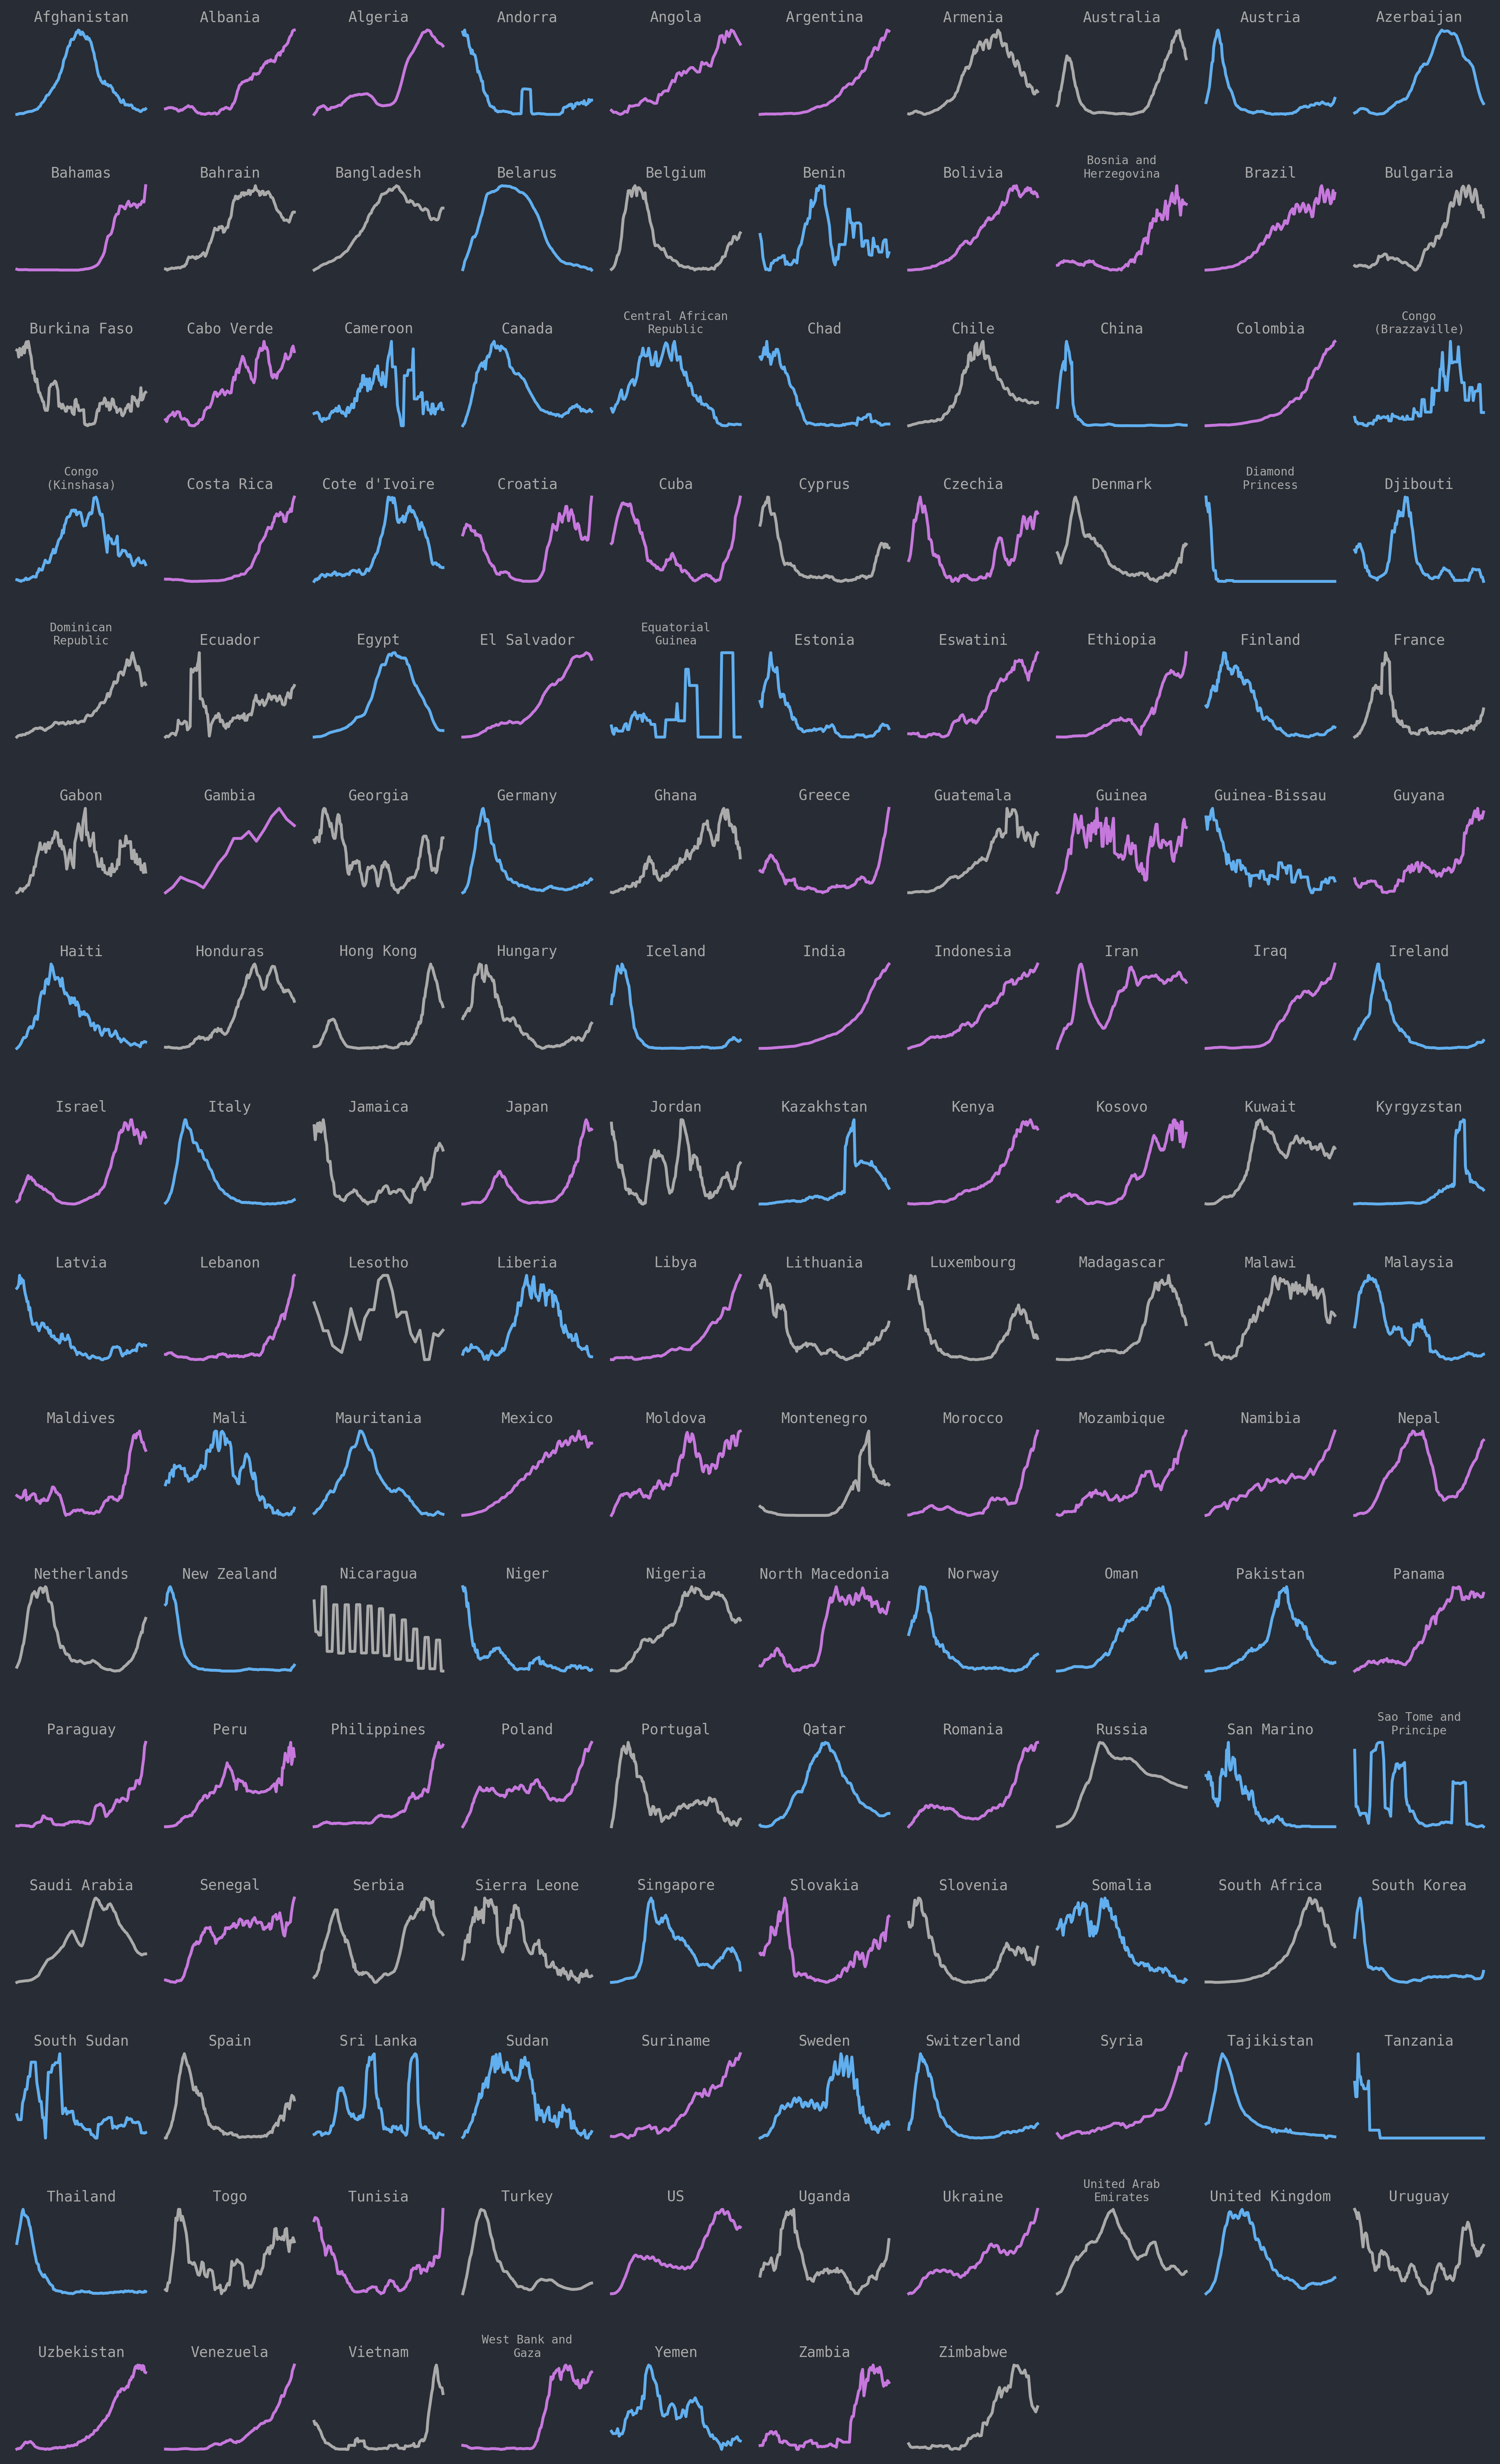 Afghanistan
Albania
Algeria
Andorra
Angola
Argentina
Armenia
Australia
Austria
Azerbaijan
Bahamas
Bahrain
Bangladesh
Belarus
Belgium
Benin
Bolivia
Bosnia and
Herzegovina
Brazil
Bulgaria
Burkina Faso
Cabo Verde
Cameroon
Canada
Central African
Republic
Chad
Chile
China
Colombia
Congo
(Brazzaville)
Congo
(Kinshasa)
Costa Rica
Cote d'Ivoire
Croatia
Cuba
Cyprus
Czechia
Denmark
Diamond
Princess
Djibouti
Dominican
Republic
Ecuador
Egypt
El Salvador
Equatorial
Guinea
Estonia
Eswatini
Ethiopia
Finland
France
Gabon
Gambia
Georgia
Germany
Ghana
Greece
Guatemala
Guinea
Guinea-Bissau
Guyana
Haiti
Honduras
Hong Kong
Hungary
Iceland
India
Indonesia
Iran
Iraq
Ireland
Israel
Italy
Jamaica
Japan
Jordan
Kazakhstan
Kenya
Kosovo
Kuwait
Kyrgyzstan
Latvia
Lebanon
Lesotho
Liberia
Libya
Lithuania
Luxembourg
Madagascar
Malawi
Malaysia
Maldives
Mali
Mauritania
Mexico
Moldova
Montenegro
Morocco
Mozambique
Namibia
Nepal
Netherlands
New Zealand
Nicaragua
Niger
Nigeria
North Macedonia
Norway
Oman
Pakistan
Panama
Paraguay
Peru
Philippines
Poland
Portugal
Qatar
Romania
Russia
San Marino
Sao Tome and
Principe
Saudi Arabia
Senegal
Serbia
Sierra Leone
Singapore
Slovakia
Slovenia
Somalia
South Africa
South Korea
South Sudan
Spain
Sri Lanka
Sudan
Suriname
Sweden
Switzerland
Syria
Tajikistan
Tanzania
Thailand
Togo
Tunisia
Turkey
US
Uganda
Ukraine
United Arab
Emirates
United Kingdom
Uruguay
Uzbekistan
Venezuela
Vietnam
West Bank and
Gaza
Yemen
Zambia
Zimbabwe